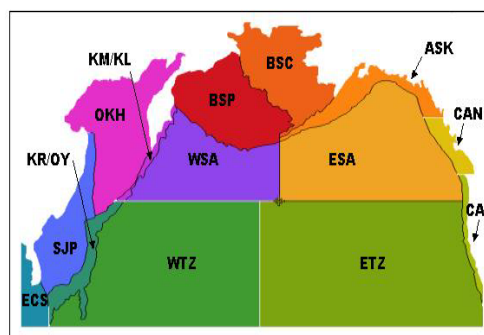 BSC
KM/KL
ASK
BSP
OKH
CAN
KR/OY
WSA
ESA
CA
SJP
WTZ
ETZ
ECS